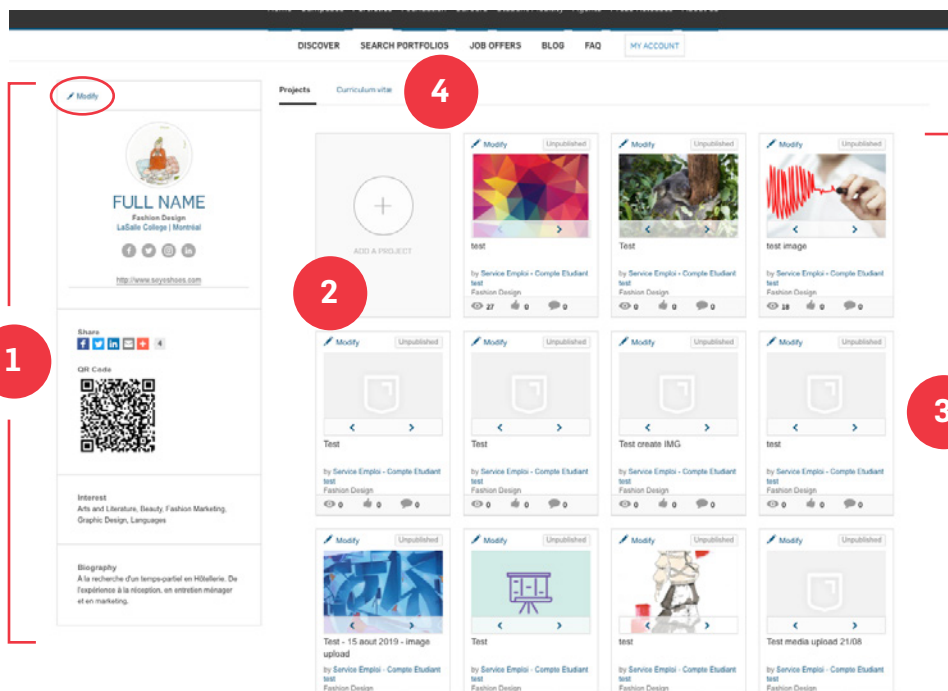 DISCOVER SEARCH PORTFOLIOS JOB OFFERS BLOG FAQ MY ACCOUNT
Modify
FULL NAME
Fashion Design
LaSalle College | Montréal
Share
4
QR Code
Interest
Arts and Literature, Beauty, Fashion Marketing,
Graphic Design, Languages
Biography
À la recherche d'un temps-partiel en Hôtellerie. De
l'expérience à la réception, en entretien ménager
et en marketing.
1
Projects Curriculum vitæ
4
ADD A PROJECT
2
Modify Unpublished
test
by Service Emploi - Compte Etudiant
test
Fashion Design
27 0 0
Modify Unpublished
Test
by Service Emploi - Compte Etudiant
test
Fashion Design
0 0 0
Modify Unpublished
test image
by Service Emploi - Compte Etudiant
test
Fashion Design
18 0 0
Modify Unpublished
Test
by Service Emploi - Compte Etudiant
test
Fashion Design
0 0 0
Modify Unpublished
Test
by Service Emploi - Compte Etudiant
test
Fashion Design
0 0 0
Modify Unpublished
Test create IMG
by Service Emploi - Compte Etudiant
test
Fashion Design
0 0 0
Modify Unpublished
test
by Service Emploi - Compte Etudiant
test
Fashion Design
0 0 0
3
Modify Unpublished
Test - 15 aout 2019 - image
upload
by Service Emploi - Compte Etudiant
test
Fashion Design
Modify Unpublished
Test
by Service Emploi - Compte Etudiant
test
Fashion Design
Modify Unpublished
test
by Service Emploi - Compte Etudiant
test
Fashion Design
Modify Unpublished
Test media upload 21/08
by Service Emploi - Compte Etudiant
test
Fashion Design